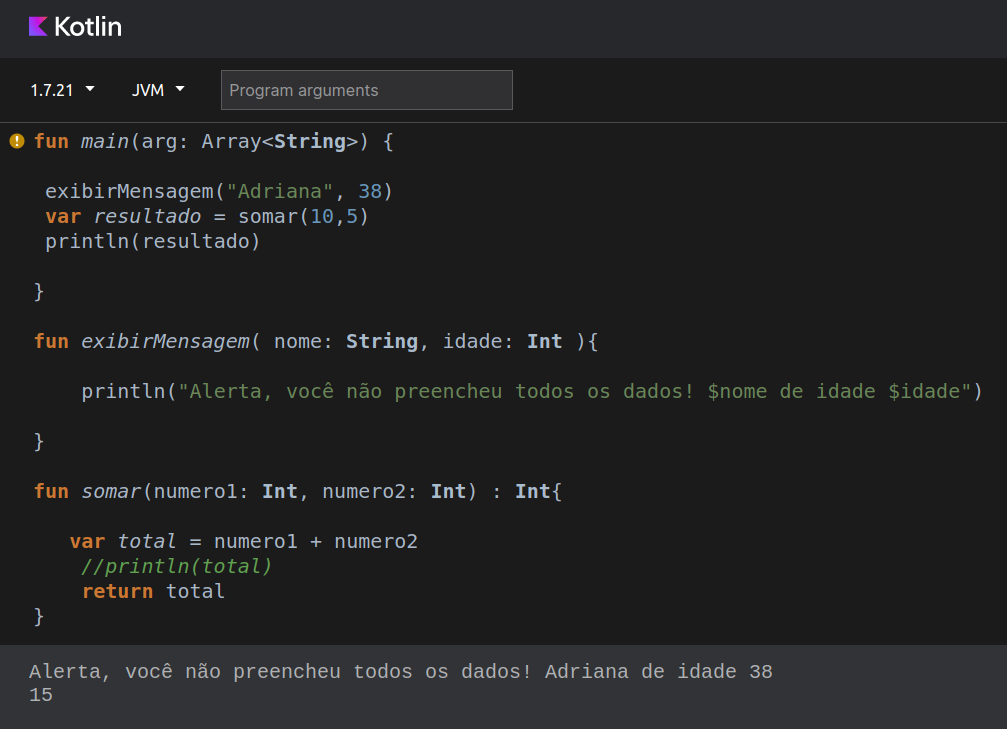 Kotlin
1.7.21 JVM Program arguments
fun main(arg: Array<String>) {
exibirMensagem("Adriana", 38)
var resultado = somar(10,5)
println(resultado)
}
fun exibirMensagem( nome: String, idade: Int ){
println("Alerta, você não preencheu todos os dados! $nome de idade $idade")
}
fun somar(numero1: Int, numero2: Int) : Int{
var total = numero1 + numero2
//println(total)
return total
}
Alerta, você não preencheu todos os dados! Adriana de idade 38
15